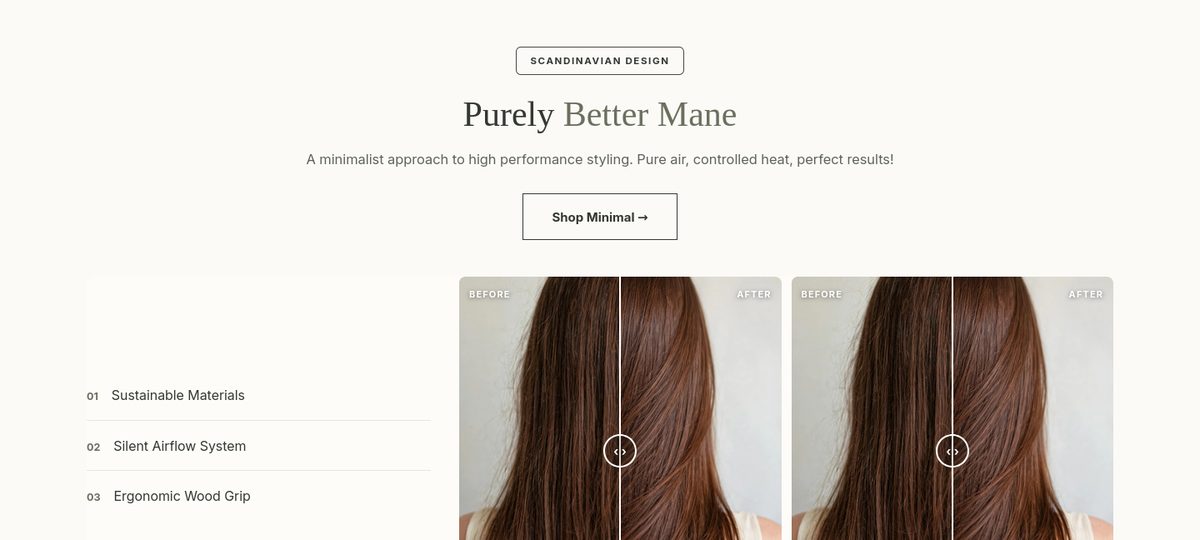 SCANDINAVIAN DESIGN
Purely Better Mane
A minimalist approach to high performance styling. Pure air, controlled heat, perfect results!
Shop Minimal →
01 Sustainable Materials
02 Silent Airflow System
03 Ergonomic Wood Grip
BEFORE AFTER
BEFORE AFTER